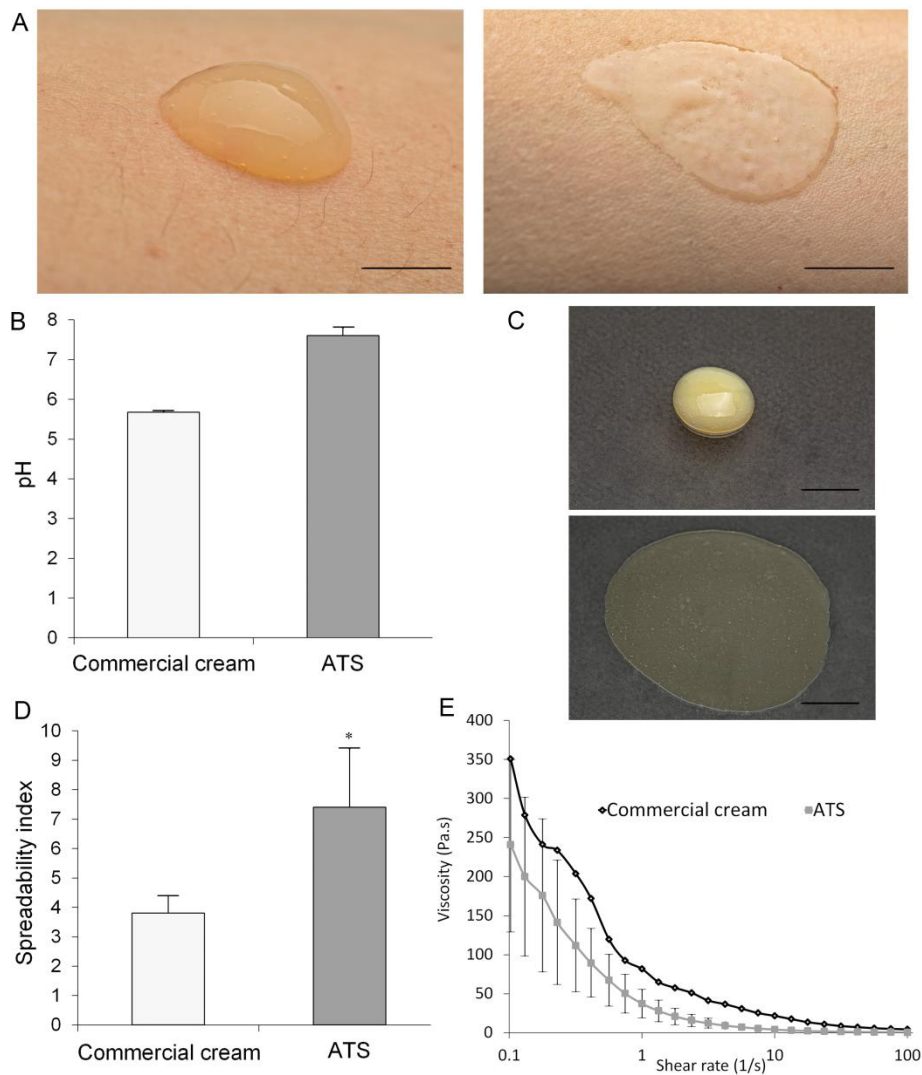 A
B
8
7
6
5
4
3
2
1
0
pH
Commercial cream
ATS
C
D
10
9
8
7
6
5
4
3
2
1
0
Spreadability index
*
Commercial cream
ATS
E
400
350
300
250
200
150
100
50
0
Viscosity (Pa.s)
Commercial cream
ATS
0.1
1
10
100
Shear rate (1/s)